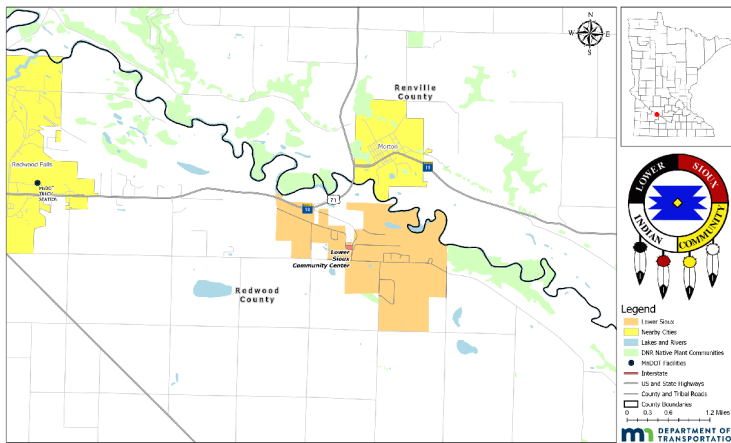 N
W
E
S
Renville
County
Redwood Falls
MnDOT
TRUCK
STATION
Morton
19
71
19
Lower
Sioux
Community Center
Redwood
County
LOWER
SIOUX
INDIAN
COMMUNITY
Legend
Lower Sioux
Nearby Cities
Lakes and Rivers
DNR Native Plant Communities
MnDOT Facilities
Interstate
US and State Highways
County and Tribal Roads
County Boundaries
0 0.3 0.6 1.2 Miles
DEPARTMENT OF
TRANSPORTATIO